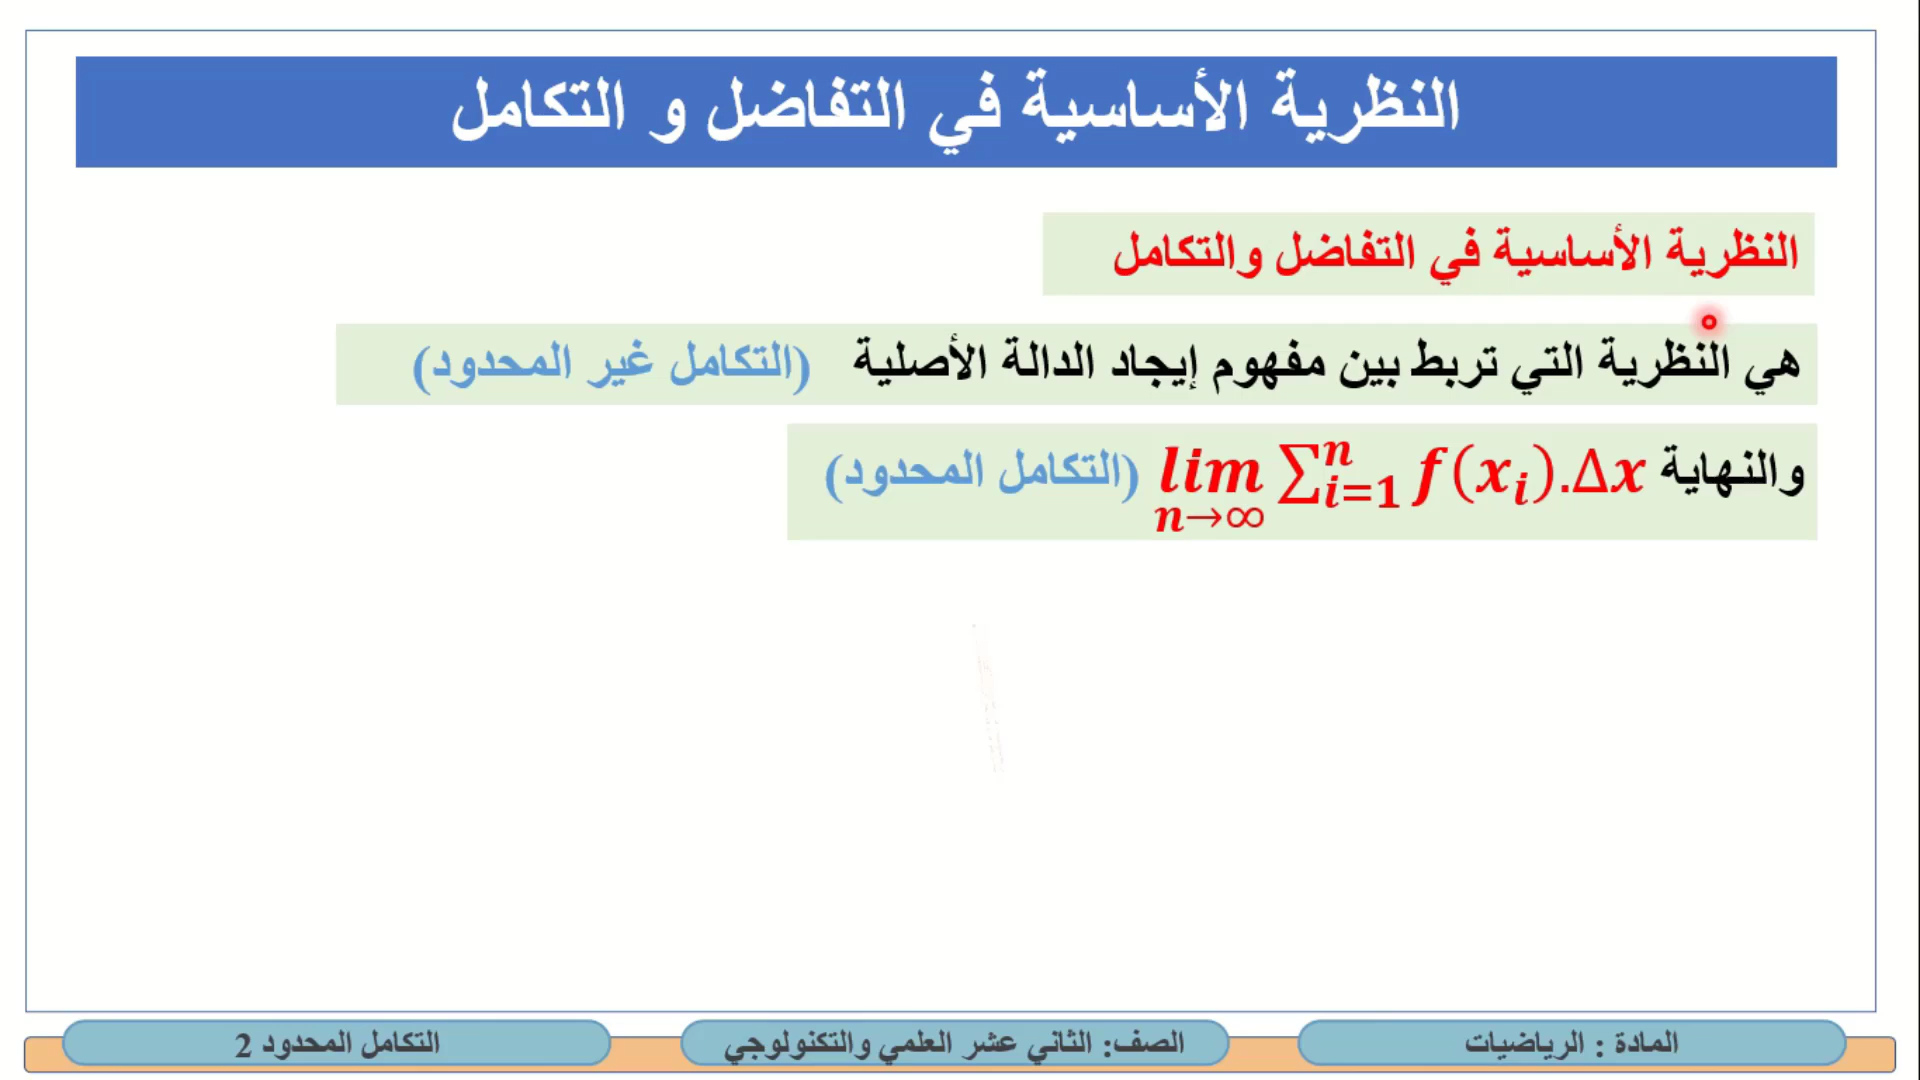 النظرية الأساسية في التفاضل و التكامل
النظرية الأساسية في التفاضل والتكامل
هي النظرية التي تربط بين مفهوم إيجاد الدالة الأصلية (التكامل غير المحدود)
والنهاية lim n→∞ ∑ⁿᵢ₌₁ f(xᵢ).Δx (التكامل المحدود)
المادة : الرياضيات
الصف: الثاني عشر العلمي والتكنولوجي
التكامل المحدود 2